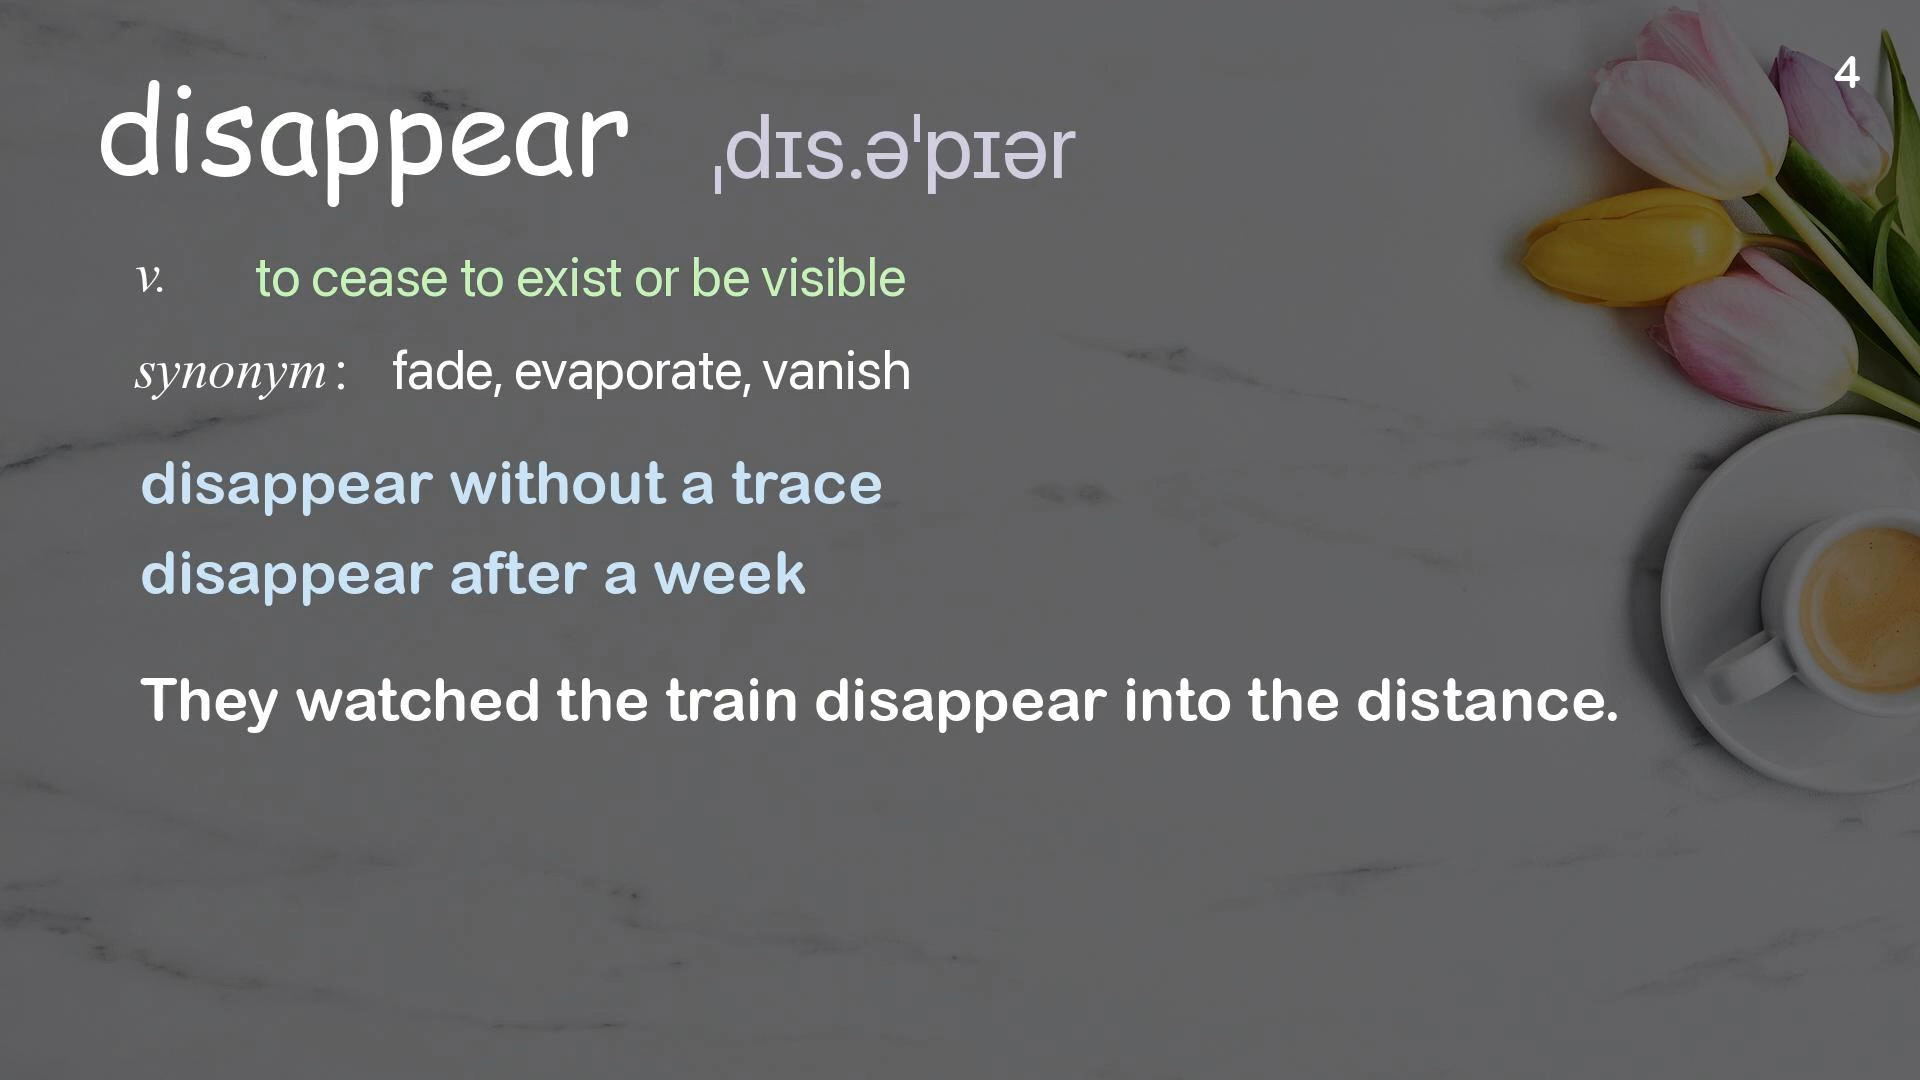 4
disappear ˌdɪs.əˈpɪər
v. to cease to exist or be visible
synonym : fade, evaporate, vanish
disappear without a trace
disappear after a week
They watched the train disappear into the distance.